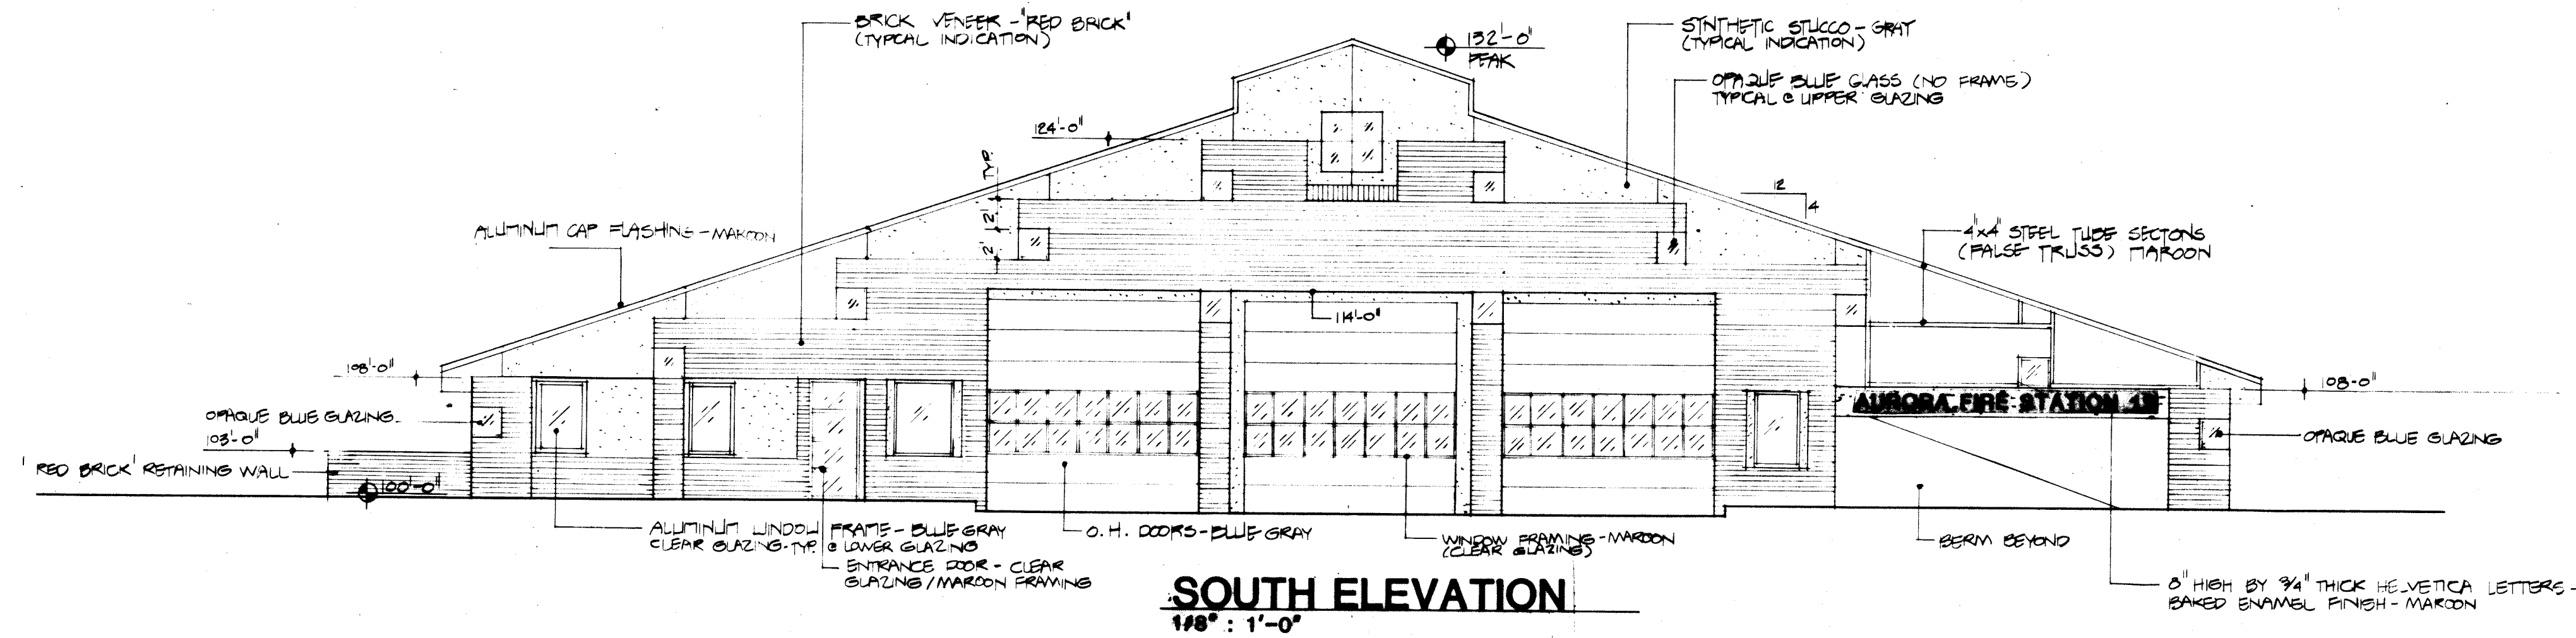 BRICK VENEER - 'RED BRICK'
(TYPICAL INDICATION)
132'-0"
PEAK
SYNTHETIC STUCCO - GRAY
(TYPICAL INDICATION)
OPAQUE BLUE GLASS (NO FRAME)
TYPICAL @ UPPER GLAZING
124'-0"
TYP.
2'
2'
12
4
ALUMINUM CAP FLASHING - MAROON
4"x4" STEEL TUBE SECTONS
(FALSE TRUSS) MAROON
114'-0"
108'-0"
108'-0"
AURORA FIRE STATION
OPAQUE BLUE GLAZING
103'-0"
OPAQUE BLUE GLAZING
'RED BRICK' RETAINING WALL
100'-0"
ALUMINUM WINDOW FRAME - BLUE GRAY
CLEAR GLAZING - TYP. @ LOWER GLAZING
ENTRANCE DOOR - CLEAR
GLAZING / MAROON FRAMING
O.H. DOORS - BLUE GRAY
WINDOW FRAMING - MAROON
(CLEAR GLAZING)
BERM BEYOND
8" HIGH BY 3/4" THICK HELVETICA LETTERS -
BAKED ENAMEL FINISH - MAROON
SOUTH ELEVATION
1/8" : 1'-0"